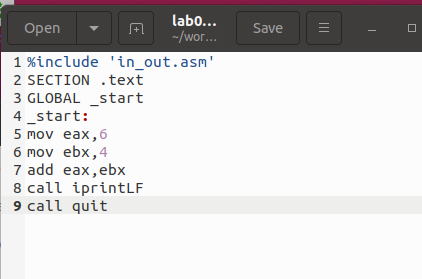 Open
lab0...
~/wor...
Save
1 %include 'in_out.asm'
2 SECTION .text
3 GLOBAL _start
4 _start:
5 mov eax,6
6 mov ebx,4
7 add eax,ebx
8 call iprintLF
9 call quit